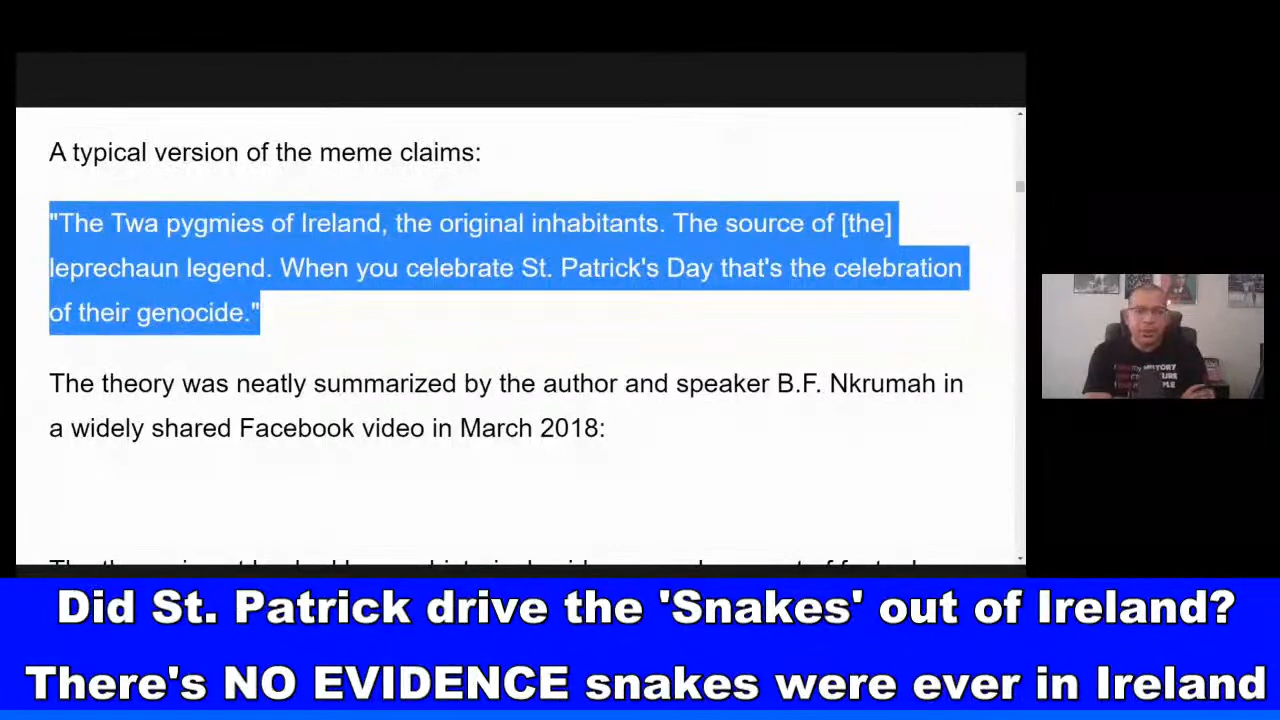 A typical version of the meme claims:
"The Twa pygmies of Ireland, the original inhabitants. The source of [the]
leprechaun legend. When you celebrate St. Patrick's Day that's the celebration
of their genocide."
The theory was neatly summarized by the author and speaker B.F. Nkrumah in
a widely shared Facebook video in March 2018:
HISTORY
Did St. Patrick drive the 'Snakes' out of Ireland?
There's NO EVIDENCE snakes were ever in Ireland